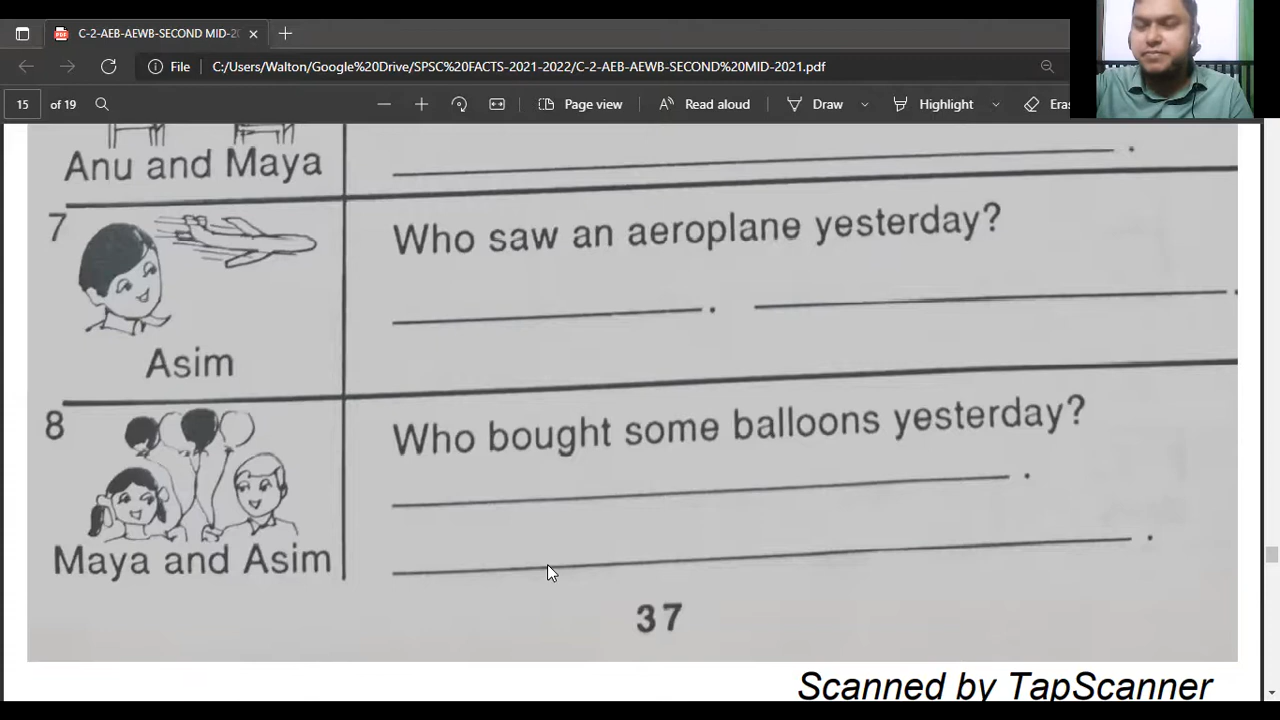 C-2-AEB-AEWB-SECOND MID-20
File C:/Users/Walton/Google%20Drive/SPSC%20FACTS-2021-2022/C-2-AEB-AEWB-SECOND%20MID-2021.pdf
15 of 19 Page view Read aloud Draw Highlight Eras
Anu and Maya
7 Who saw an aeroplane yesterday?
Asim
8 Who bought some balloons yesterday?
Maya and Asim
37
Scanned by TapScanner